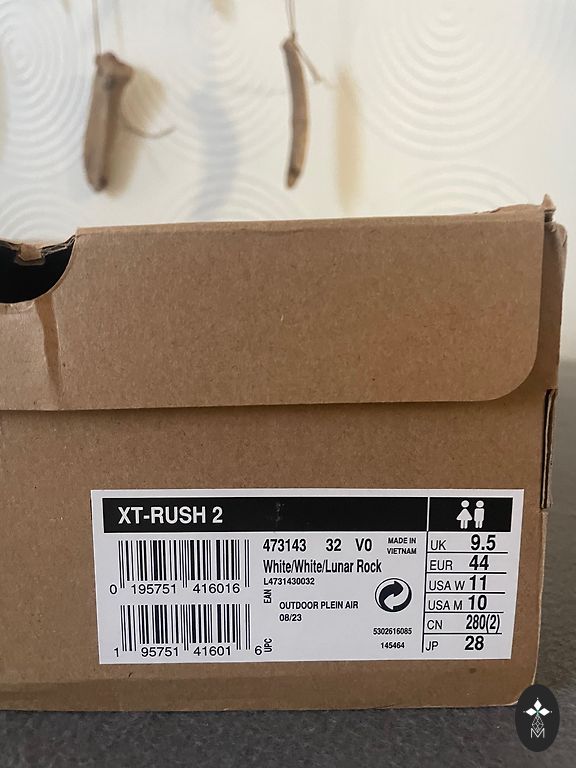 XT-RUSH 2
473143 32 V0
MADE IN
VIETNAM
White/White/Lunar Rock
L4731430032
0 195751 416016
EAN
OUTDOOR PLEIN AIR
08/23
5302616085
145464
1 95751 41601 6
UPC
UK 9.5
EUR 44
USA W 11
USA M 10
CN 280(2)
JP 28
M